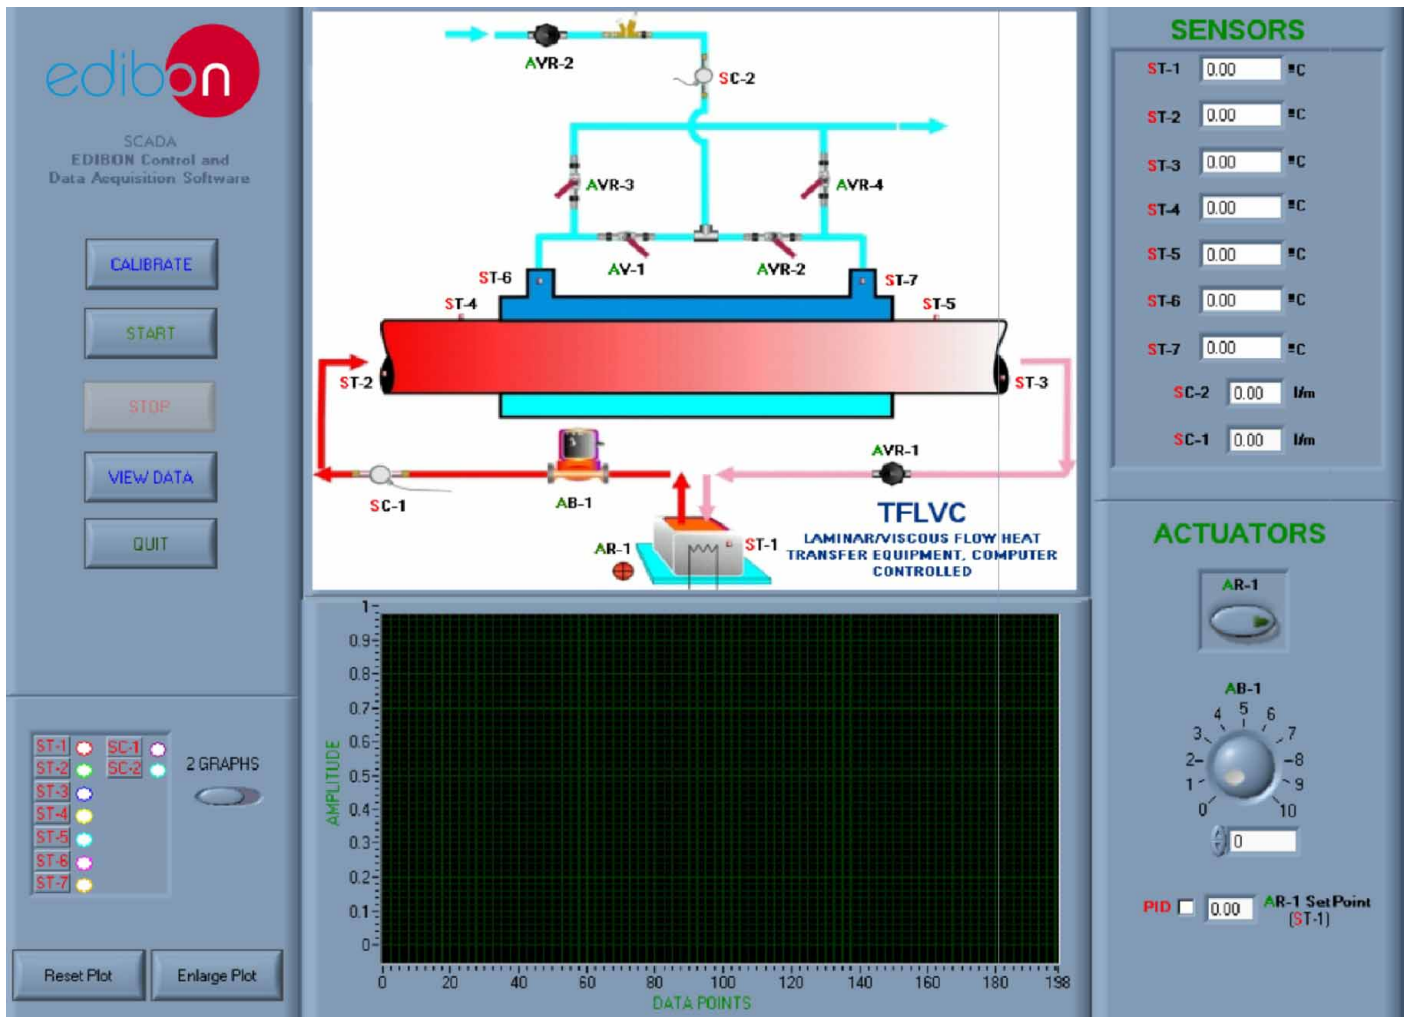 edibon
SCADA
EDIBON Control and
Data Acquisition Software
CALIBRATE
START
STOP
VIEW DATA
QUIT
ST-1 SC-1
ST-2 SC-2
ST-3
ST-4
ST-5
ST-6
ST-7
2 GRAPHS
Reset Plot Enlarge Plot
AVR-2
SC-2
AVR-3 AVR-4
AV-1 AVR-2
ST-6 ST-7
ST-4 ST-5
ST-2 ST-3
AVR-1
SC-1 AB-1
TFLVC
LAMINAR/VISCOUS FLOW HEAT
TRANSFER EQUIPMENT, COMPUTER
CONTROLLED
AR-1 ST-1
1
0.9
0.8
0.7
0.6
0.5
0.4
0.3
0.2
0.1
0
AMPLITUDE
0 20 40 60 80 100 120 140 160 180 198
DATA POINTS
SENSORS
ST-1 0.00 ºC
ST-2 0.00 ºC
ST-3 0.00 ºC
ST-4 0.00 ºC
ST-5 0.00 ºC
ST-6 0.00 ºC
ST-7 0.00 ºC
SC-2 0.00 l/m
SC-1 0.00 l/m
ACTUATORS
AR-1
AB-1
0 1 2 3 4 5 6 7 8 9 10
0
PID 0.00 AR-1 SetPoint
(ST-1)